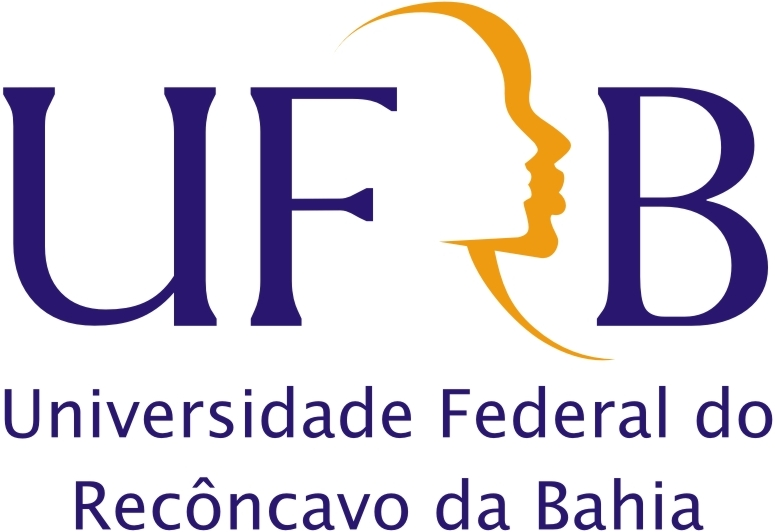 UFRB
Universidade Federal do
Recôncavo da Bahia